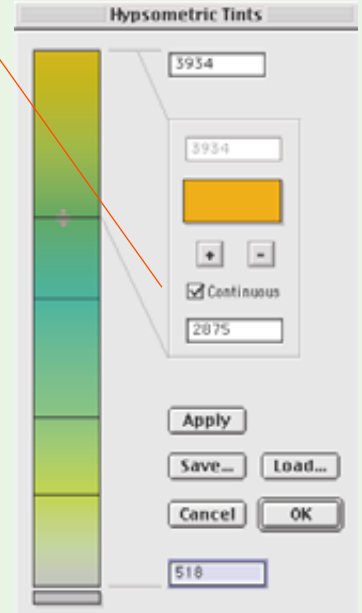 Hypsometric Tints
3934
3934
+ -
Continuous
2875
Apply
Save... Load...
Cancel OK
518